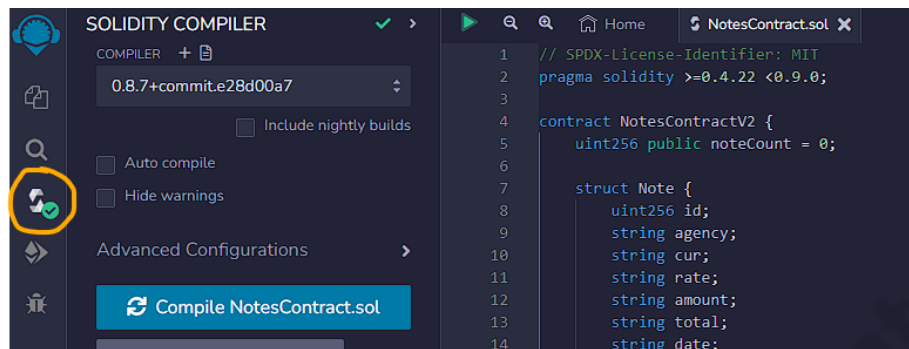 SOLIDITY COMPILER
COMPILER
0.8.7+commit.e28d00a7
Include nightly builds
Auto compile
Hide warnings
Advanced Configurations
Compile NotesContract.sol
Home NotesContract.sol
1 // SPDX-License-Identifier: MIT
2 pragma solidity >=0.4.22 <0.9.0;
3
4 contract NotesContractV2 {
5 uint256 public noteCount = 0;
6
7 struct Note {
8 uint256 id;
9 string agency;
10 string cur;
11 string rate;
12 string amount;
13 string total;
14 string date;